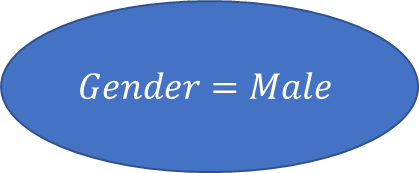 Gender = Male